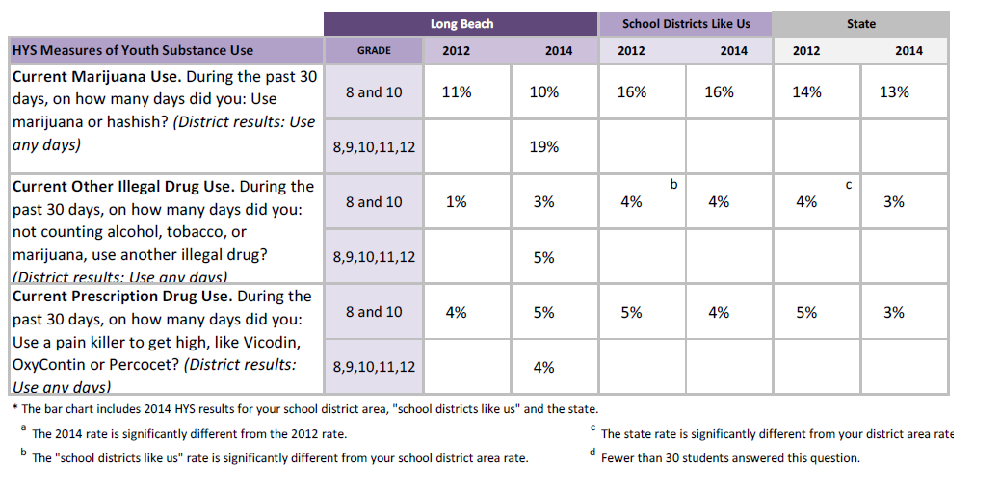 Long Beach School Districts Like Us State
HYS Measures of Youth Substance Use GRADE 2012 2014 2012 2014 2012 2014
Current Marijuana Use. During the past 30
days, on how many days did you: Use
marijuana or hashish? (District results: Use
any days)
8 and 10 11% 10% 16% 16% 14% 13%
8,9,10,11,12 19%
Current Other Illegal Drug Use. During the
past 30 days, on how many days did you:
not counting alcohol, tobacco, or
marijuana, use another illegal drug?
(District results: Use any days)
8 and 10 1% 3% 4% b 4% 4% c 3%
8,9,10,11,12 5%
Current Prescription Drug Use. During the
past 30 days, on how many days did you:
Use a pain killer to get high, like Vicodin,
OxyContin or Percocet? (District results:
Use any days)
8 and 10 4% 5% 5% 4% 5% 3%
8,9,10,11,12 4%
* The bar chart includes 2014 HYS results for your school district area, "school districts like us" and the state.
a The 2014 rate is significantly different from the 2012 rate.
c The state rate is significantly different from your district area rate
b The "school districts like us" rate is significantly different from your school district area rate.
d Fewer than 30 students answered this question.